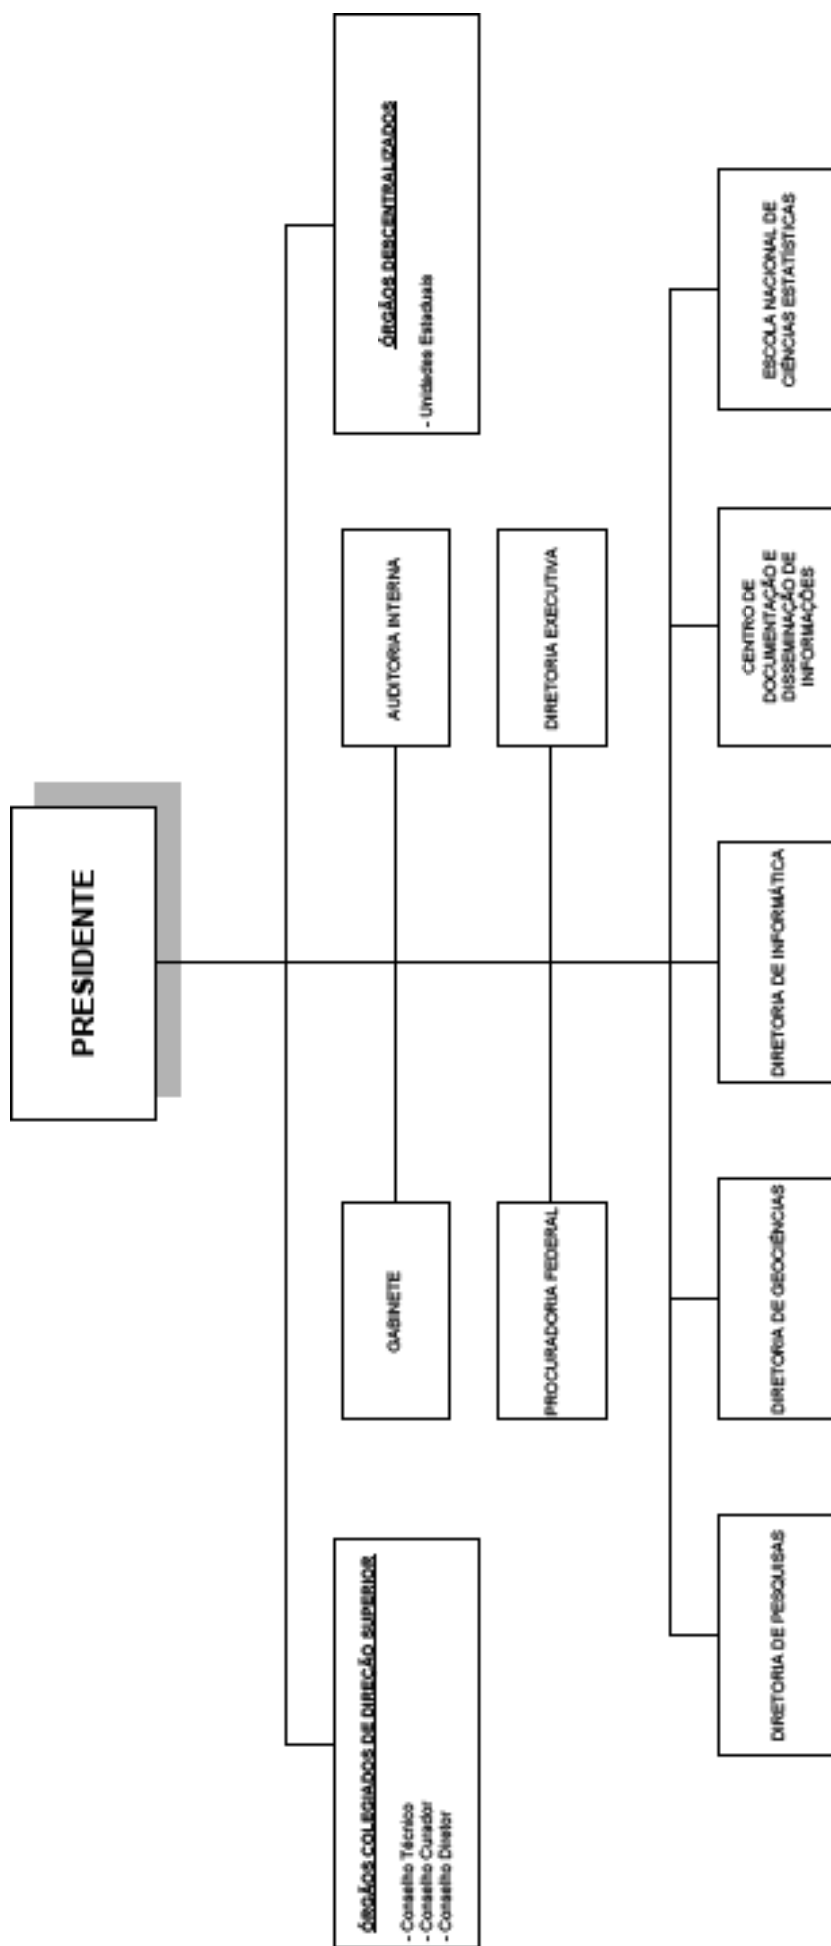 PRESIDENTE
ÓRGÃOS COLEGIADOS DE DIREÇÃO SUPERIOR
- Conselho Técnico
- Conselho Curador
- Conselho Diretor
GABINETE
AUDITORIA INTERNA
ÓRGÃOS DESCENTRALIZADOS
- Unidades Estaduais
PROCURADORIA FEDERAL
DIRETORIA EXECUTIVA
DIRETORIA DE PESQUISAS
DIRETORIA DE GEOCIÊNCIAS
DIRETORIA DE INFORMÁTICA
CENTRO DE
DOCUMENTAÇÃO E
DISSEMINAÇÃO DE
INFORMAÇÕES
ESCOLA NACIONAL DE
CIÊNCIAS ESTATÍSTICAS